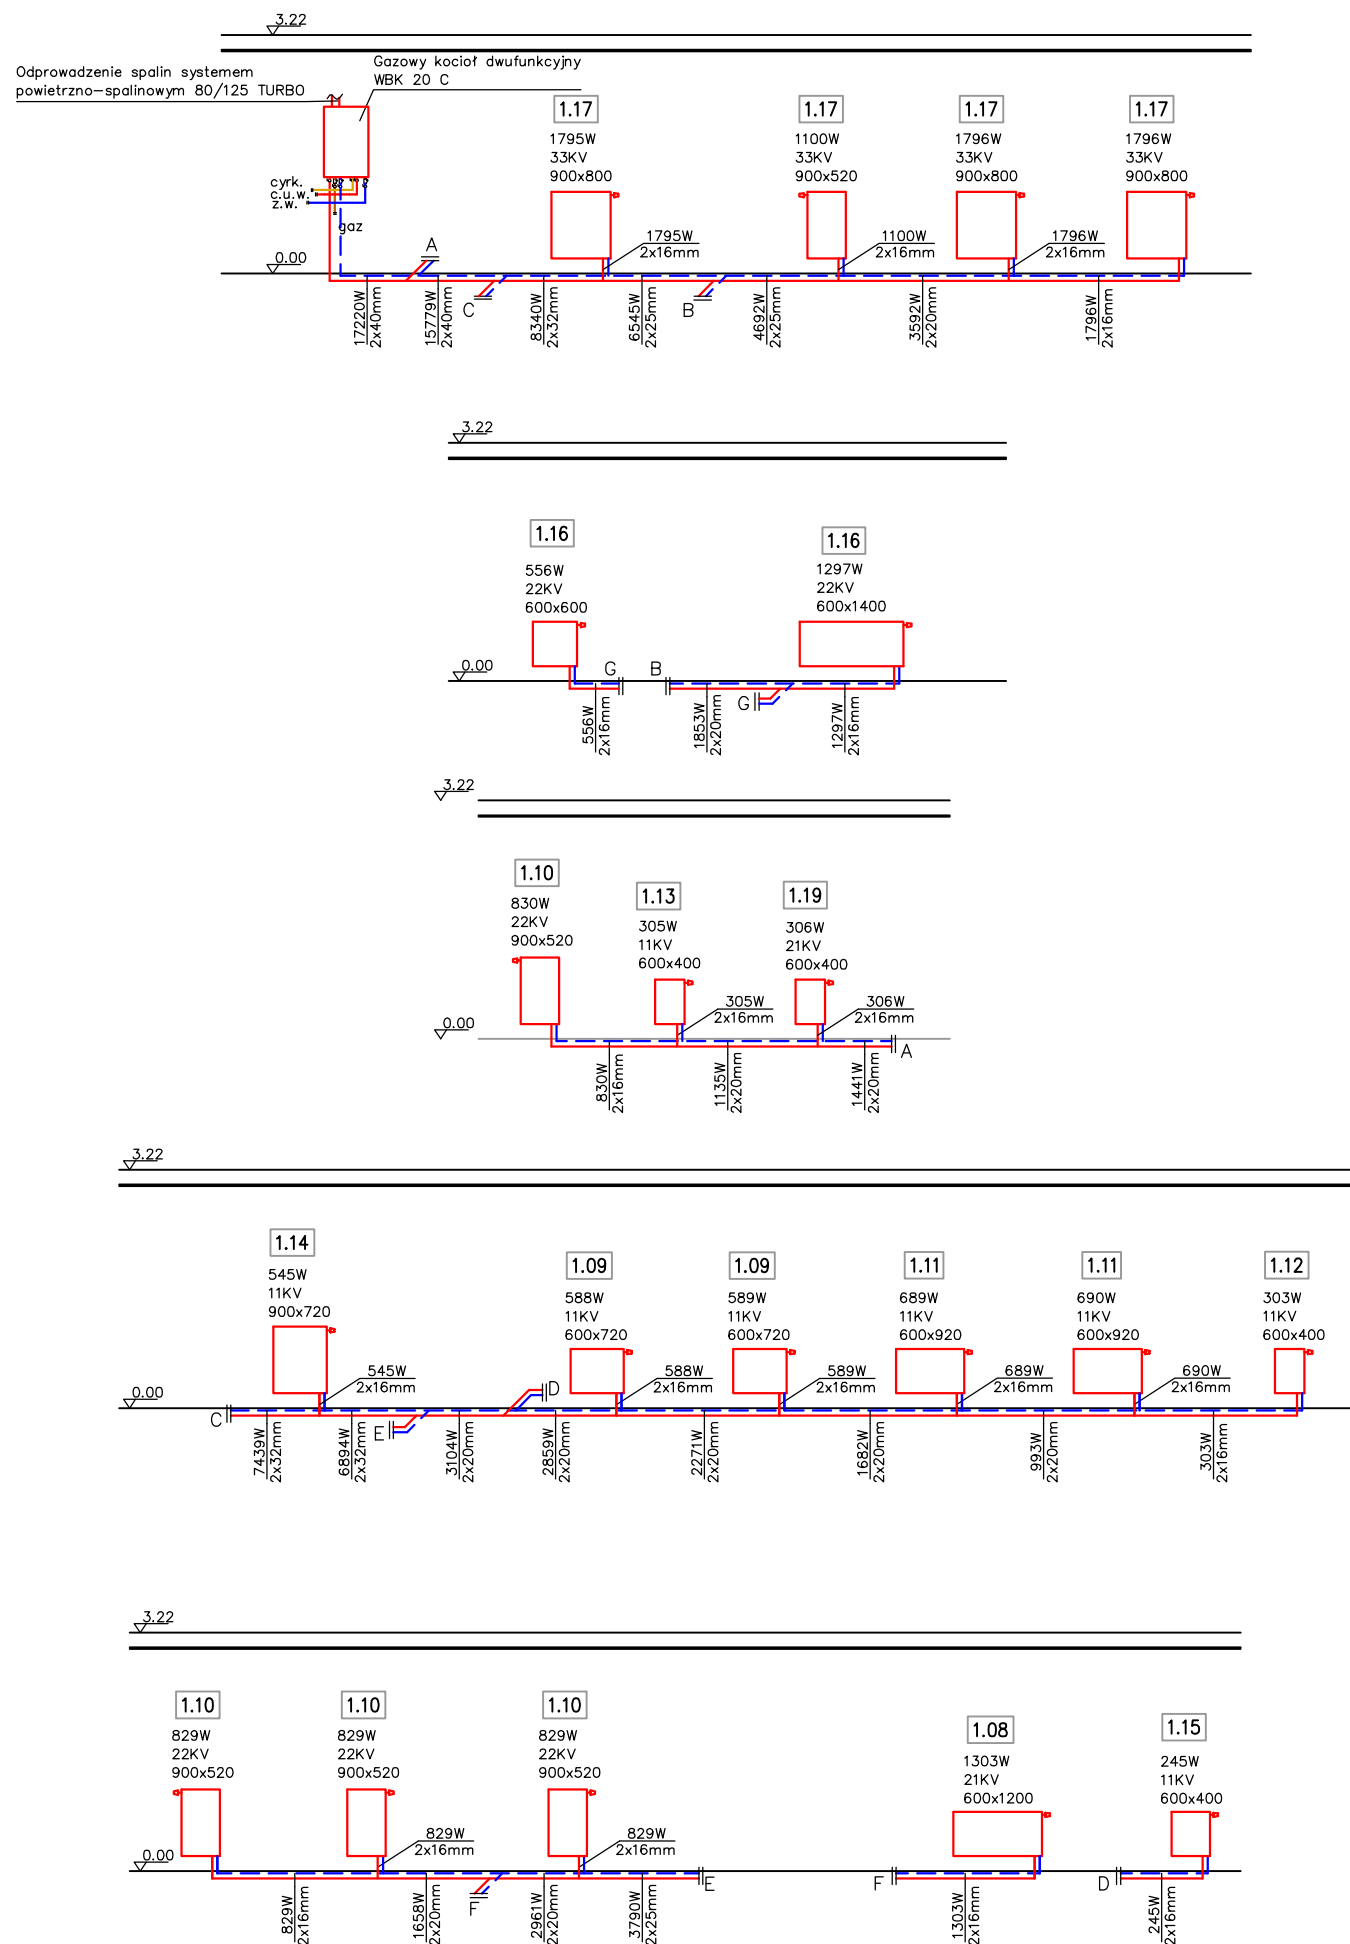 3.22
Odprowadzenie spalin systemem
powietrzno-spalinowym 80/125 TURBO
Gazowy kocioł dwufunkcyjny
WBK 20 C
1.17
1795W
33KV
900x800
1.17
1100W
33KV
900x520
1.17
1796W
33KV
900x800
1.17
1796W
33KV
900x800
cyrk.
c.u.w.
z.w.
gaz
0.00
A
C
B
1795W
2x16mm
1100W
2x16mm
1796W
2x16mm
17220W
2x40mm
15779W
2x40mm
8340W
2x32mm
6545W
2x25mm
4692W
2x25mm
3592W
2x20mm
1796W
2x16mm
3.22
1.16
556W
22KV
600x600
1.16
1297W
22KV
600x1400
0.00
G
B
G
556W
2x16mm
1853W
2x20mm
1297W
2x16mm
3.22
1.10
830W
22KV
900x520
1.13
305W
11KV
600x400
1.19
306W
21KV
600x400
305W
2x16mm
306W
2x16mm
0.00
A
830W
2x16mm
1135W
2x20mm
1441W
2x20mm
3.22
1.14
545W
11KV
900x720
1.09
588W
11KV
600x720
1.09
589W
11KV
600x720
1.11
689W
11KV
600x920
1.11
690W
11KV
600x920
1.12
303W
11KV
600x400
545W
2x16mm
588W
2x16mm
589W
2x16mm
689W
2x16mm
690W
2x16mm
0.00
C
E
D
7439W
2x32mm
6894W
2x32mm
3104W
2x20mm
2859W
2x20mm
2271W
2x20mm
1682W
2x20mm
993W
2x20mm
303W
2x16mm
3.22
1.10
829W
22KV
900x520
1.10
829W
22KV
900x520
1.10
829W
22KV
900x520
1.08
1303W
21KV
600x1200
1.15
245W
11KV
600x400
829W
2x16mm
829W
2x16mm
0.00
F
E
F
D
829W
2x16mm
1658W
2x20mm
2961W
2x20mm
3790W
2x25mm
1303W
2x16mm
245W
2x16mm